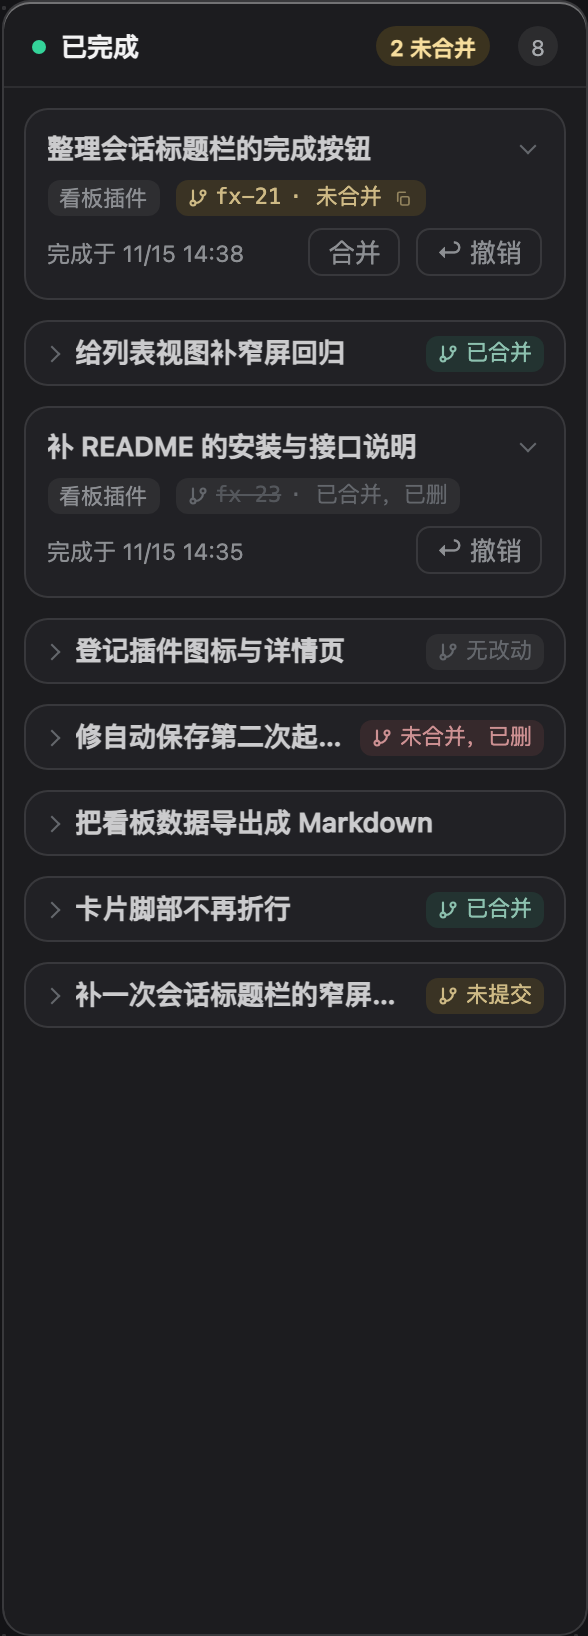 已完成 2 未合并 8
整理会话标题栏的完成按钮
看板插件 fx-21 · 未合并
完成于 11/15 14:38 合并 撤销
给列表视图补窄屏回归 已合并
补 README 的安装与接口说明
看板插件 fx-23 · 已合并，已删
完成于 11/15 14:35 撤销
登记插件图标与详情页 无改动
修自动保存第二次起... 未合并，已删
把看板数据导出成 Markdown
卡片脚部不再折行 已合并
补一次会话标题栏的窄屏... 未提交